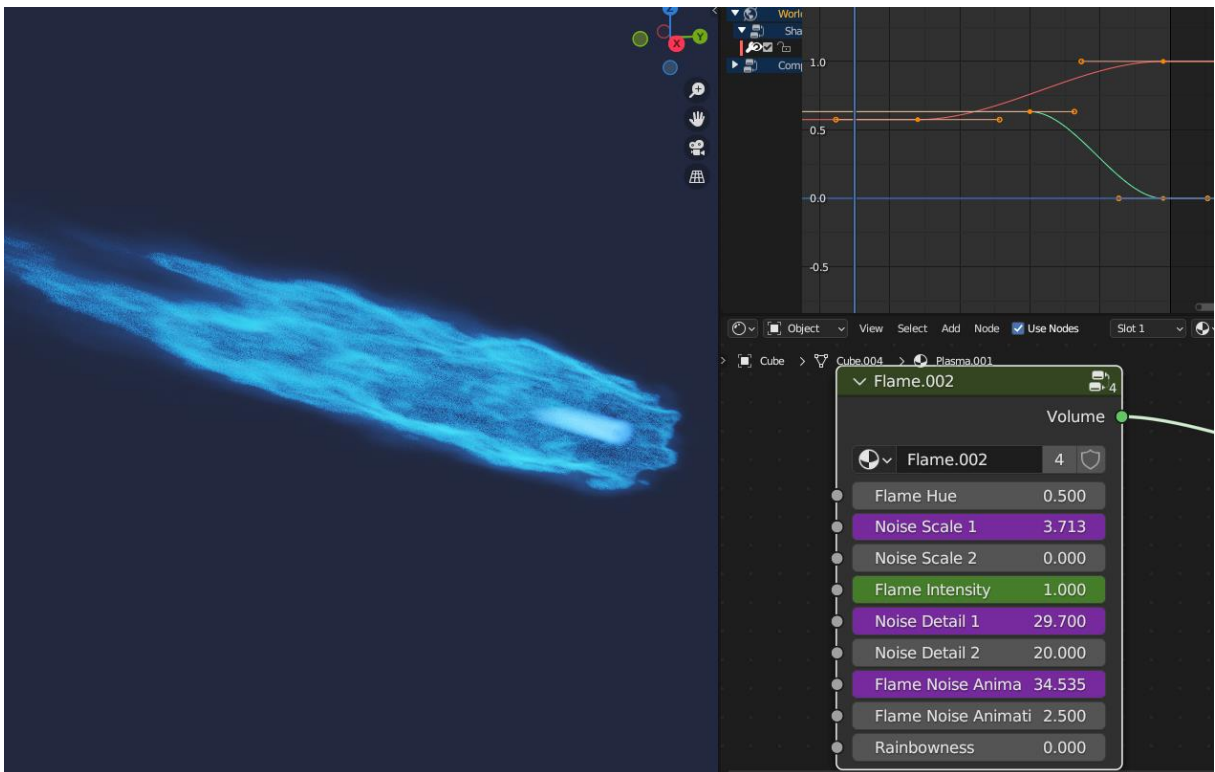 Z
Y
X
Worl
Sha
Comp
1.0
0.5
0.0
-0.5
Object View Select Add Node Use Nodes Slot 1
Cube > Cube.004 > Plasma.001
Flame.002
4
Volume
Flame.002 4
Flame Hue 0.500
Noise Scale 1 3.713
Noise Scale 2 0.000
Flame Intensity 1.000
Noise Detail 1 29.700
Noise Detail 2 20.000
Flame Noise Anima 34.535
Flame Noise Animati 2.500
Rainbowness 0.000